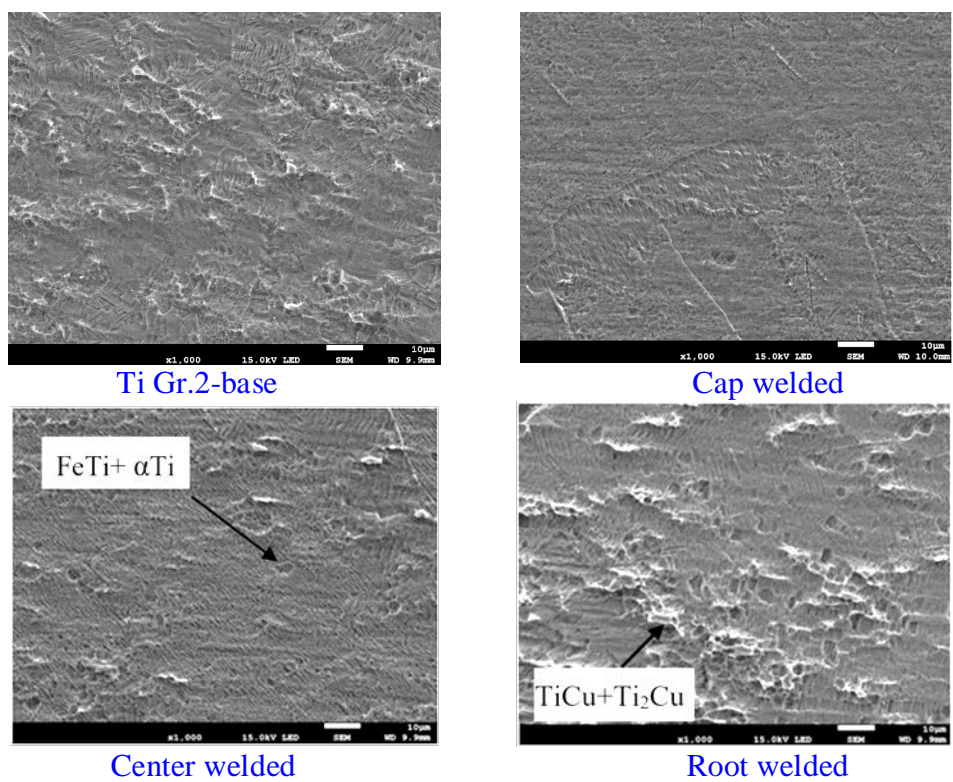 10μm
x1,000 15.0kV LED SEM WD 9.9mm
Ti Gr.2-base
10μm
x1,000 15.0kV LED SEM WD 10.0mm
Cap welded
FeTi+ αTi
10μm
x1,000 15.0kV LED SEM WD 9.9mm
Center welded
TiCu+Ti₂Cu
10μm
x1,000 15.0kV LED SEM WD 9.9mm
Root welded